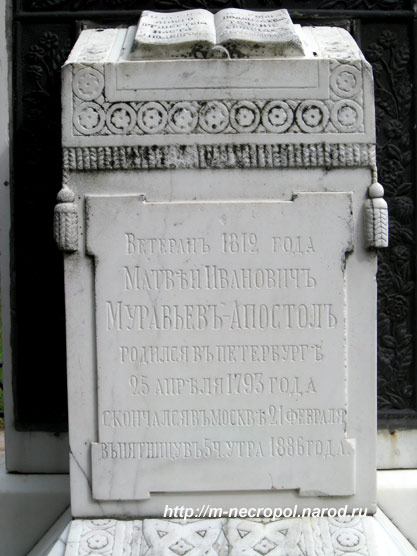 Ветеранъ 1812 года
Матвѣй Ивановичъ
Муравьевъ-Апостолъ
родился въ Петербургѣ
25 апрѣля 1793 года
скончался въ Москвѣ 21 февраля
въ пятницу въ 5 ч. утра 1886 года.
http://m-necropol.narod.ru